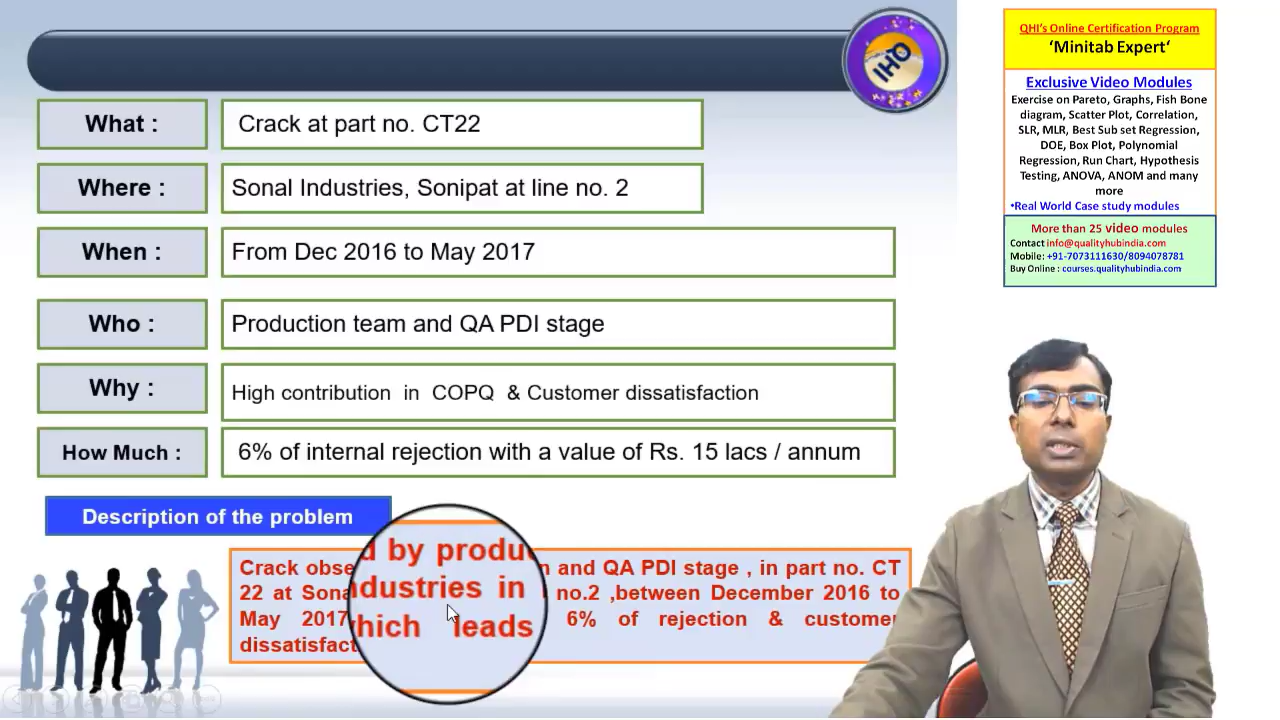 QHI
What :
Crack at part no. CT22
Where :
Sonal Industries, Sonipat at line no. 2
When :
From Dec 2016 to May 2017
Who :
Production team and QA PDI stage
Why :
High contribution in COPQ & Customer dissatisfaction
How Much :
6% of internal rejection with a value of Rs. 15 lacs / annum
Description of the problem
Crack obse and QA PDI stage , in part no. CT
22 at Sona no.2 ,between December 2016 to
May 2017 6% of rejection & customer
dissatisfact
d by produ
ndustries in
which leads
QHI's Online Certification Program
'Minitab Expert'
Exclusive Video Modules
Exercise on Pareto, Graphs, Fish Bone
diagram, Scatter Plot, Correlation,
SLR, MLR, Best Sub set Regression,
DOE, Box Plot, Polynomial
Regression, Run Chart, Hypothesis
Testing, ANOVA, ANOM and many
more
•Real World Case study modules
More than 25 video modules
Contact info@qualityhubindia.com
Mobile: +91-7073111630/8094078781
Buy Online : courses.qualityhubindia.com